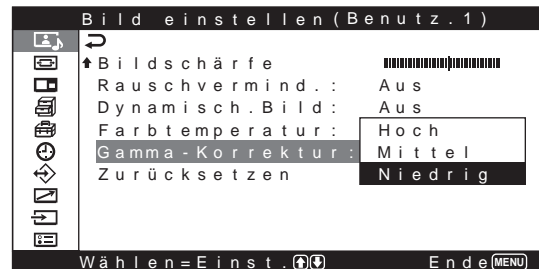 Bild einstellen(Benutz.1)
Bildschärfe
Rauschvermind.: Aus
Dynamisch.Bild: Aus
Farbtemperatur: Hoch
Gamma-Korrektur: Mittel
Zurücksetzen Niedrig
Wählen=Einst. Ende MENU